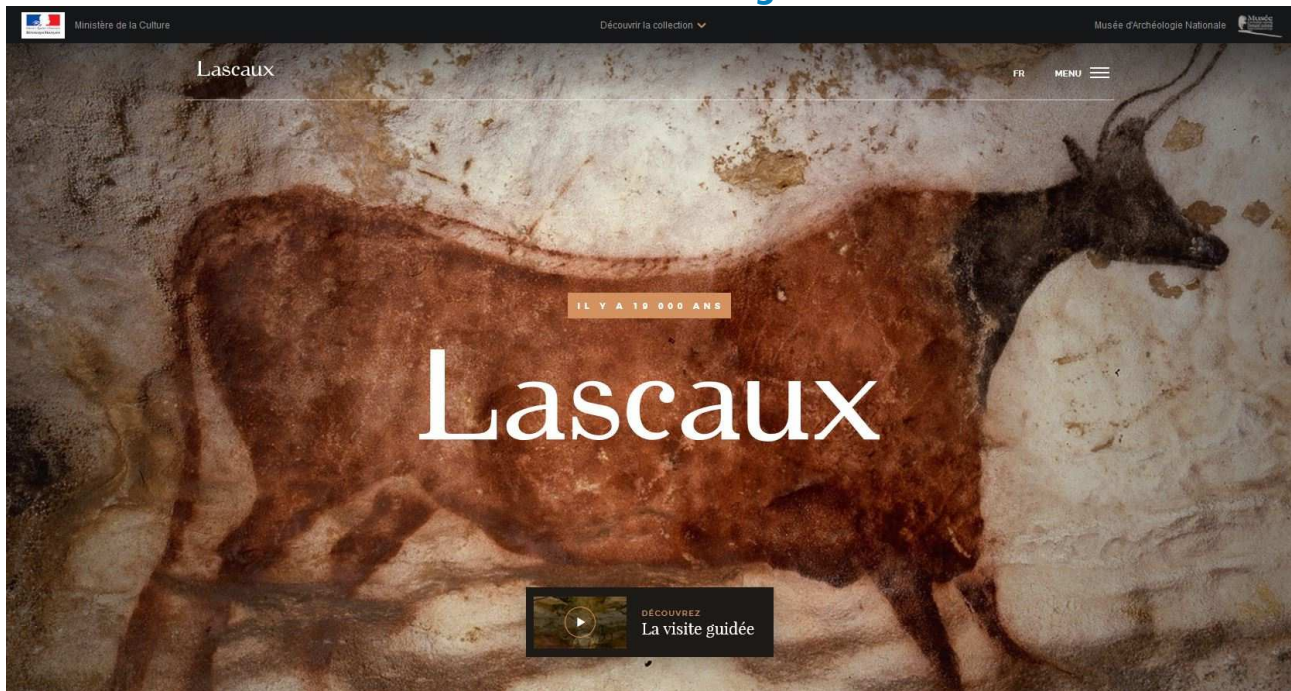 Ministère de la Culture
Découvrir la collection
Musée d'Archéologie Nationale
Musée
Lascaux
FR
MENU
IL Y A 19 000 ANS
Lascaux
DÉCOUVREZ
La visite guidée